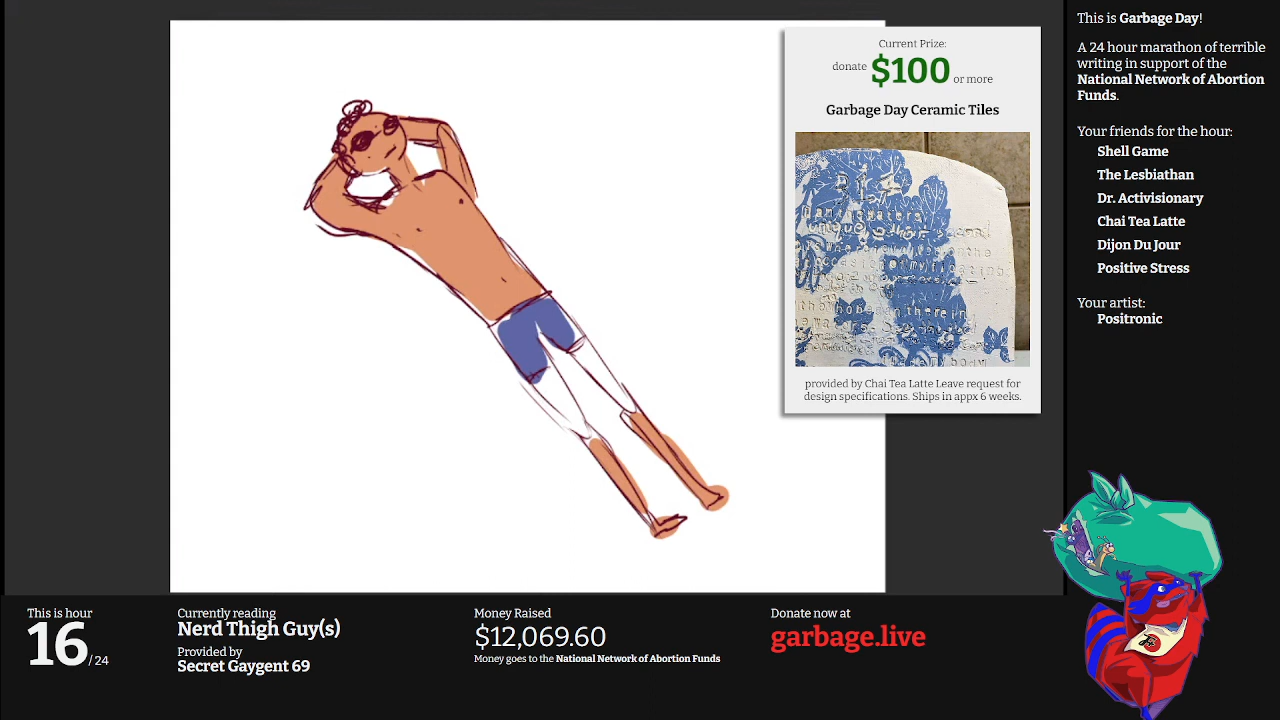 This is Garbage Day!
A 24 hour marathon of terrible
writing in support of the
National Network of Abortion
Funds.
Your friends for the hour:
Shell Game
The Lesbiathan
Dr. Activisionary
Chai Tea Latte
Dijon Du Jour
Positive Stress
Your artist:
Positronic
Current Prize:
donate $100 or more
Garbage Day Ceramic Tiles
provided by Chai Tea Latte Leave request for
design specifications. Ships in appx 6 weeks.
This is hour
16/24
Currently reading
Nerd Thigh Guy(s)
Provided by
Secret Gaygent 69
Money Raised
$12,069.60
Money goes to the National Network of Abortion Funds
Donate now at
garbage.live